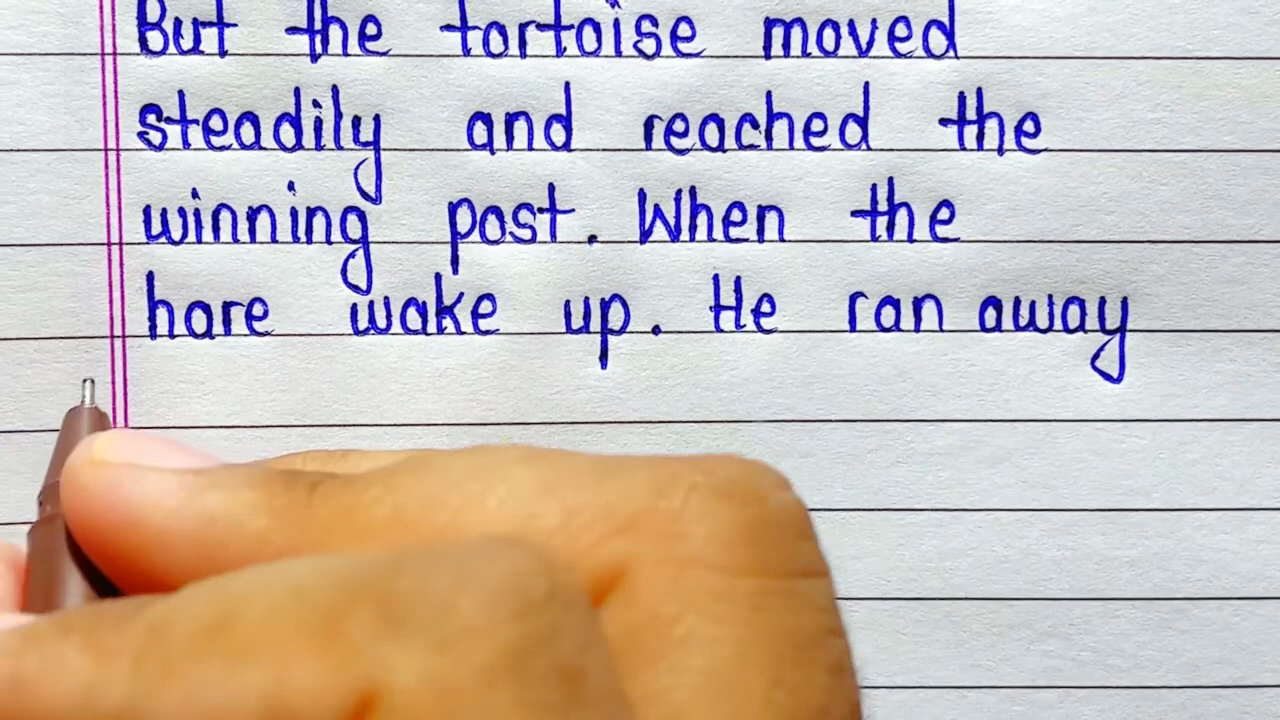 But the tortoise moved
steadily and reached the
winning post. When the
hare wake up. He ran away